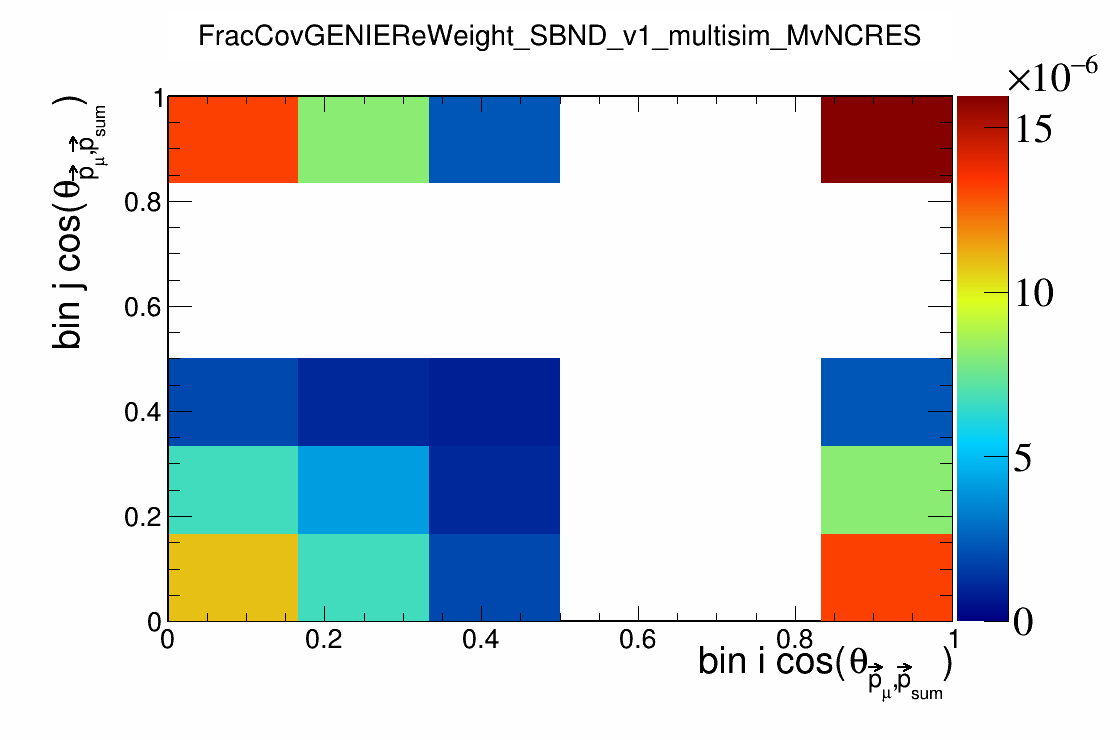 FracCovGENIEReWeight_SBND_v1_multisim_MvNCRES
×10⁻⁶
bin j cos(θ p⃗μ,p⃗sum)
1
0.8
0.6
0.4
0.2
0
0 0.2 0.4 0.6 0.8 1
15
10
5
0
bin i cos(θ p⃗μ,p⃗sum)